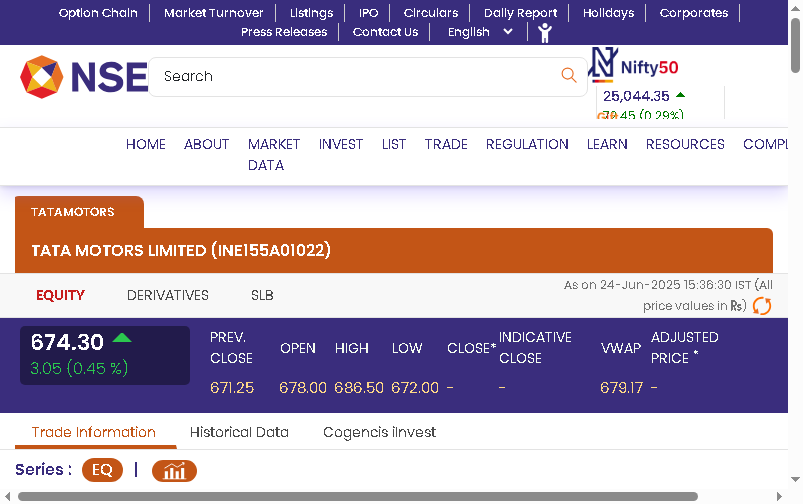 Option Chain Market Turnover Listings IPO Circulars Daily Report Holidays Corporates
Press Releases Contact Us English
NSE
Search
Nifty50
25,044.35
45 (0.29%)
HOME ABOUT MARKET DATA INVEST LIST TRADE REGULATION LEARN RESOURCES COMPL
TATAMOTORS
TATA MOTORS LIMITED (INE155A01022)
EQUITY DERIVATIVES SLB
As on 24-Jun-2025 15:36:30 IST (All
price values in ₨)
674.30
3.05 (0.45 %)
PREV. CLOSE OPEN HIGH LOW CLOSE* INDICATIVE CLOSE VWAP ADJUSTED PRICE *
671.25 678.00 686.50 672.00 - - 679.17 -
Trade Information Historical Data Cogencis iInvest
Series : EQ |